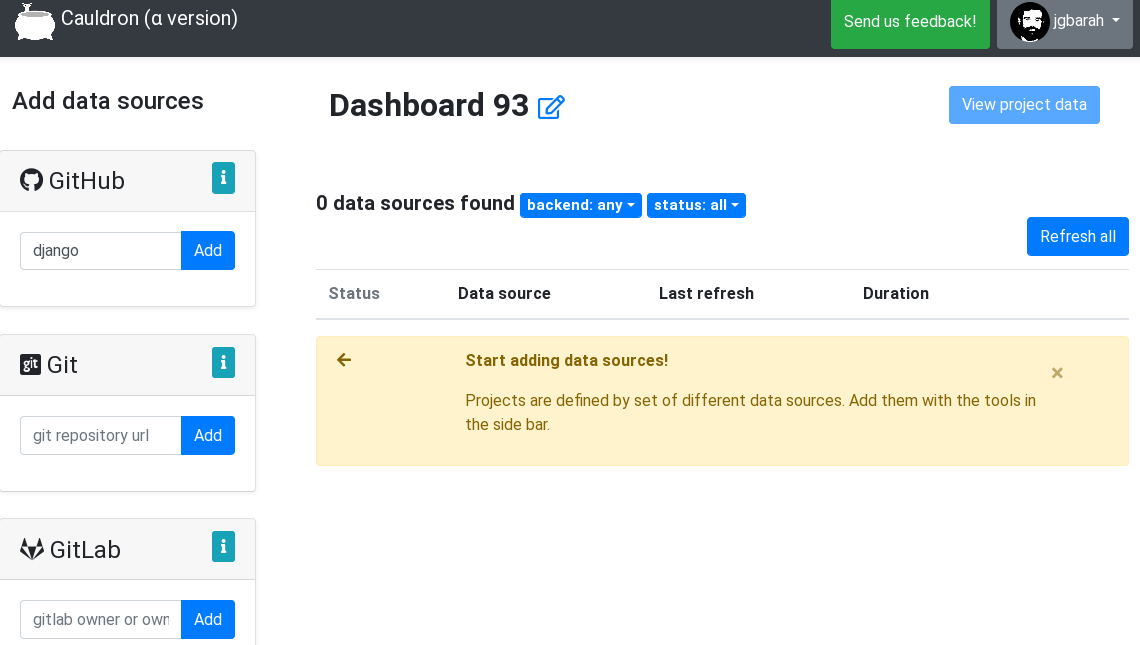 Cauldron (α version)
Send us feedback!
jgbarah
Add data sources
Dashboard 93
View project data
GitHub
django
Add
0 data sources found backend: any status: all
Refresh all
Status Data source Last refresh Duration
Git
git repository url
Add
Start adding data sources!
×
Projects are defined by set of different data sources. Add them with the tools in
the side bar.
GitLab
gitlab owner or own
Add